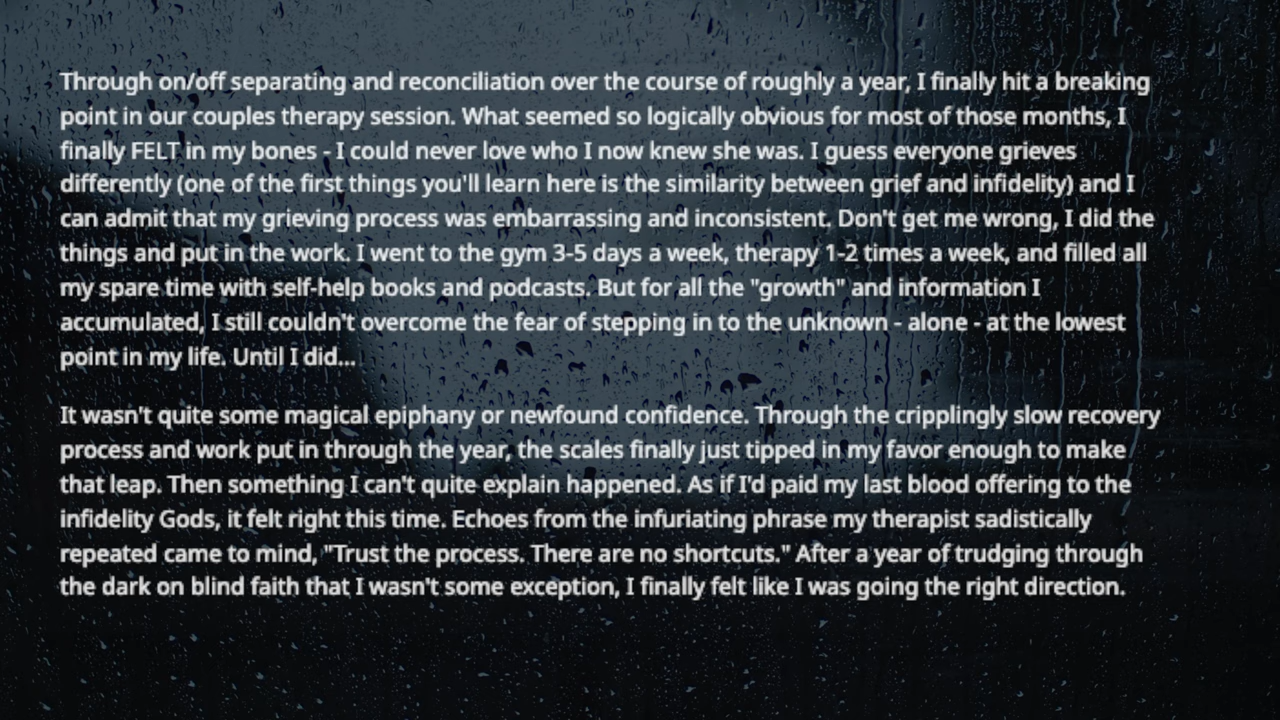 Through on/off separating and reconciliation over the course of roughly a year, I finally hit a breaking
point in our couples therapy session. What seemed so logically obvious for most of those months, I
finally FELT in my bones - I could never love who I now knew she was. I guess everyone grieves
differently (one of the first things you'll learn here is the similarity between grief and infidelity) and I
can admit that my grieving process was embarrassing and inconsistent. Don't get me wrong, I did the
things and put in the work. I went to the gym 3-5 days a week, therapy 1-2 times a week, and filled all
my spare time with self-help books and podcasts. But for all the "growth" and information I
accumulated, I still couldn't overcome the fear of stepping in to the unknown - alone - at the lowest
point in my life. Until I did...
It wasn't quite some magical epiphany or newfound confidence. Through the cripplingly slow recovery
process and work put in through the year, the scales finally just tipped in my favor enough to make
that leap. Then something I can't quite explain happened. As if I'd paid my last blood offering to the
infidelity Gods, it felt right this time. Echoes from the infuriating phrase my therapist sadistically
repeated came to mind, "Trust the process. There are no shortcuts." After a year of trudging through
the dark on blind faith that I wasn't some exception, I finally felt like I was going the right direction.